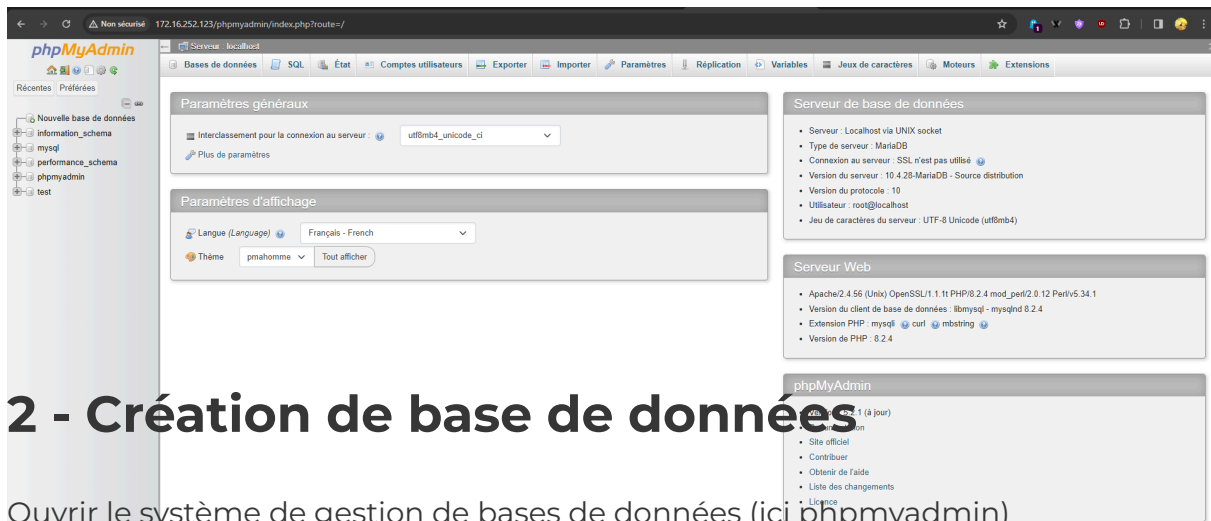 Non sécurisé 172.16.252.123/phpmyadmin/index.php?route=/
phpMyAdmin
Récentes Préférées
Nouvelle base de données
information_schema
mysql
performance_schema
phpmyadmin
test
Serveur : localhost
Bases de données SQL État Comptes utilisateurs Exporter Importer Paramètres Réplication Variables Jeux de caractères Moteurs Extensions
Paramètres généraux
Interclassement pour la connexion au serveur : utf8mb4_unicode_ci
Plus de paramètres
Paramètres d'affichage
Langue (Language) Français - French
Thème pmahomme Tout afficher
Serveur de base de données
• Serveur : Localhost via UNIX socket
• Type de serveur : MariaDB
• Connexion au serveur : SSL n'est pas utilisé
• Version du serveur : 10.4.28-MariaDB - Source distribution
• Version du protocole : 10
• Utilisateur : root@localhost
• Jeu de caractères du serveur : UTF-8 Unicode (utf8mb4)
Serveur Web
• Apache/2.4.56 (Unix) OpenSSL/1.1.1t PHP/8.2.4 mod_perl/2.0.12 Perl/v5.34.1
• Version du client de base de données : libmysql - mysqlnd 8.2.4
• Extension PHP : mysqli curl mbstring
• Version de PHP : 8.2.4
phpMyAdmin
5.2.1 (à jour)
• Site officiel
• Contribuer
• Obtenir de l'aide
• Liste des changements
• Licence
2 - Création de base de données
Ouvrir le système de gestion de bases de données (ici phpmyadmin)